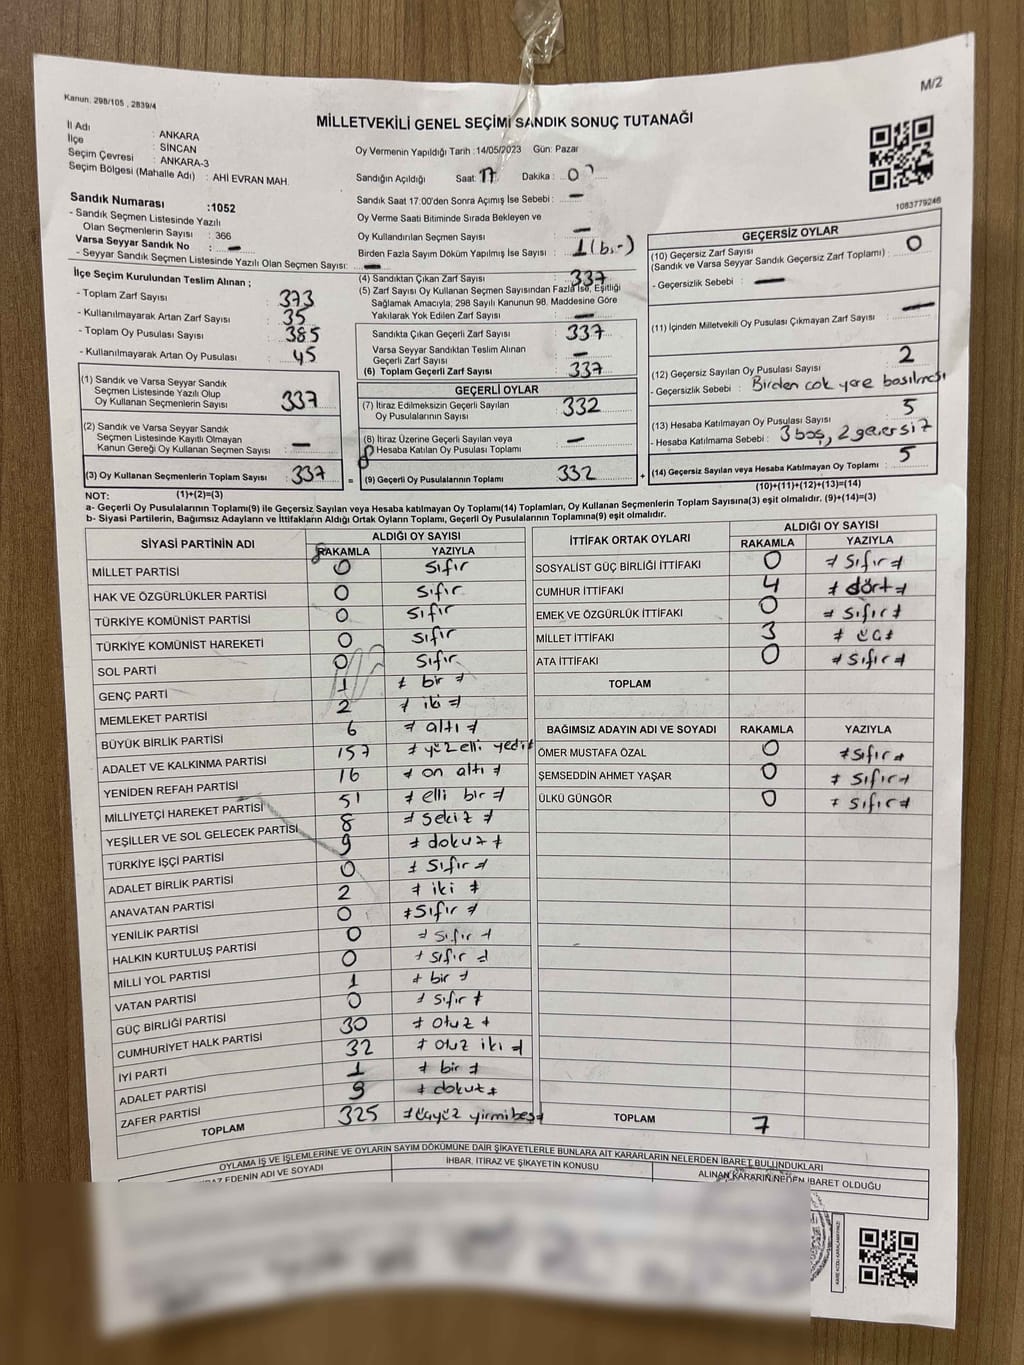 M/2
Kanun. 298/105 , 2839/4
MİLLETVEKİLİ GENEL SEÇİMİ SANDIK SONUÇ TUTANAĞI
İl Adı : ANKARA
İlçe : SİNCAN
Seçim Çevresi : ANKARA-3
Seçim Bölgesi (Mahalle Adı) : AHİ EVRAN MAH.
Oy Vermenin Yapıldığı Tarih :14/05/2023 Gün: Pazar
Sandığın Açıldığı Saat: 17 Dakika : 0
1083779246
Sandık Numarası :1052
- Sandık Seçmen Listesinde Yazılı
Olan Seçmenlerin Sayısı : 366
Varsa Seyyar Sandık No : -
- Seyyar Sandık Seçmen Listesinde Yazılı Olan Seçmen Sayısı: -
Sandık Saat 17:00'den Sonra Açımış İse Sebebi : -
Oy Verme Saati Bitiminde Sırada Bekleyen ve
Oy Kullandırılan Seçmen Sayısı -
Birden Fazla Sayım Döküm Yapılmış İse Sayısı : 1 (bir)
İlçe Seçim Kurulundan Teslim Alınan ;
- Toplam Zarf Sayısı : 373
- Kullanılmayarak Artan Zarf Sayısı : 35
- Toplam Oy Pusulası Sayısı : 385
- Kullanılmayarak Artan Oy Pusulası : 45
(1) Sandık ve Varsa Seyyar Sandık
Seçmen Listesinde Yazılı Olup
Oy Kullanan Seçmenlerin Sayısı : 337
(2) Sandık ve Varsa Seyyar Sandık
Seçmen Listesinde Kayıtlı Olmayan
Kanun Gereği Oy Kullanan Seçmen Sayısı : -
(3) Oy Kullanan Seçmenlerin Toplam Sayısı : 337
(1)+(2)=(3)
(4) Sandıktan Çıkan Zarf Sayısı : 337
(5) Zarf Sayısı Oy Kullanan Seçmen Sayısından Fazla İse, Eşitliği
Sağlamak Amacıyla; 298 Sayılı Kanunun 98. Maddesine Göre
Yakılarak Yok Edilen Zarf Sayısı : -
Sandıkta Çıkan Geçerli Zarf Sayısı : 337
Varsa Seyyar Sandıktan Teslim Alınan
Geçerli Zarf Sayısı : -
(6) Toplam Geçerli Zarf Sayısı : 337
GEÇERLİ OYLAR
(7) İtiraz Edilmeksizin Geçerli Sayılan
Oy Pusulalarının Sayısı : 332
(8) İtiraz Üzerine Geçerli Sayılan veya
Hesaba Katılan Oy Pusulası Toplamı : -
= (9) Geçerli Oy Pusulalarının Toplamı : 332
GEÇERSİZ OYLAR
(10) Geçersiz Zarf Sayısı
(Sandık ve Varsa Seyyar Sandık Geçersiz Zarf Toplamı) : 0
- Geçersizlik Sebebi : -
(11) İçinden Milletvekili Oy Pusulası Çıkmayan Zarf Sayısı : -
(12) Geçersiz Sayılan Oy Pusulası Sayısı : 2
- Geçersizlik Sebebi : Birden çok yere basılması
(13) Hesaba Katılmayan Oy Pusulası Sayısı : 5
- Hesaba Katılmama Sebebi : 3 boş, 2 geçersiz
+ (14) Geçersiz Sayılan veya Hesaba Katılmayan Oy Toplamı : 5
(10)+(11)+(12)+(13)=(14)
NOT:
a- Geçerli Oy Pusulalarının Toplamı(9) ile Geçersiz Sayılan veya Hesaba katılmayan Oy Toplamı(14) Toplamları, Oy Kullanan Seçmenlerin Toplam Sayısına(3) eşit olmalıdır. (9)+(14)=(3)
b- Siyasi Partilerin, Bağımsız Adayların ve İttifakların Aldığı Ortak Oyların Toplamı, Geçerli Oy Pusulalarının Toplamına(9) eşit olmalıdır.
SİYASİ PARTİNİN ADI ALDIĞI OY SAYISI
RAKAMLA YAZIYLA
MİLLET PARTİSİ 0 sıfır
HAK VE ÖZGÜRLÜKLER PARTİSİ 0 sıfır
TÜRKİYE KOMÜNİST PARTİSİ 0 sıfır
TÜRKİYE KOMÜNİST HAREKETİ 0 sıfır
SOL PARTİ 0 sıfır
GENÇ PARTİ 1 bir
MEMLEKET PARTİSİ 2 iki
BÜYÜK BİRLİK PARTİSİ 6 altı
ADALET VE KALKINMA PARTİSİ 157 yüz elli yedi
YENİDEN REFAH PARTİSİ 16 on altı
MİLLİYETÇİ HAREKET PARTİSİ 51 elli bir
YEŞİLLER VE SOL GELECEK PARTİSİ 8 sekiz
TÜRKİYE İŞÇİ PARTİSİ 9 dokuz
ADALET BİRLİK PARTİSİ 0 sıfır
ANAVATAN PARTİSİ 2 iki
YENİLİK PARTİSİ 0 sıfır
HALKIN KURTULUŞ PARTİSİ 0 sıfır
MİLLİ YOL PARTİSİ 0 sıfır
VATAN PARTİSİ 1 bir
GÜÇ BİRLİĞİ PARTİSİ 0 sıfır
CUMHURİYET HALK PARTİSİ 30 otuz
İYİ PARTİ 32 otuz iki
ADALET PARTİSİ 1 bir
ZAFER PARTİSİ 9 dokuz
TOPLAM 325 üçyüz yirmibeş
İTTİFAK ORTAK OYLARI ALDIĞI OY SAYISI
RAKAMLA YAZIYLA
SOSYALİST GÜÇ BİRLİĞİ İTTİFAKI 0 sıfır
CUMHUR İTTİFAKI 4 dört
EMEK VE ÖZGÜRLÜK İTTİFAKI 0 sıfır
MİLLET İTTİFAKI 3 üç
ATA İTTİFAKI 0 sıfır
TOPLAM
BAĞIMSIZ ADAYIN ADI VE SOYADI RAKAMLA YAZIYLA
ÖMER MUSTAFA ÖZAL 0 sıfır
ŞEMSEDDİN AHMET YAŞAR 0 sıfır
ÜLKÜ GÜNGÖR 0 sıfır
TOPLAM 7
OYLAMA İŞ VE İŞLEMLERİNE VE OYLARIN SAYIM DÖKÜMÜNE DAİR ŞİKAYETLERLE BUNLARA AİT KARARLARIN NELERDEN İBARET BULUNDUKLARI
EDENİN ADI VE SOYADI İHBAR, İTİRAZ VE ŞİKAYETİN KONUSU ALINAN KARARIN NEDEN İBARET OLDUĞU